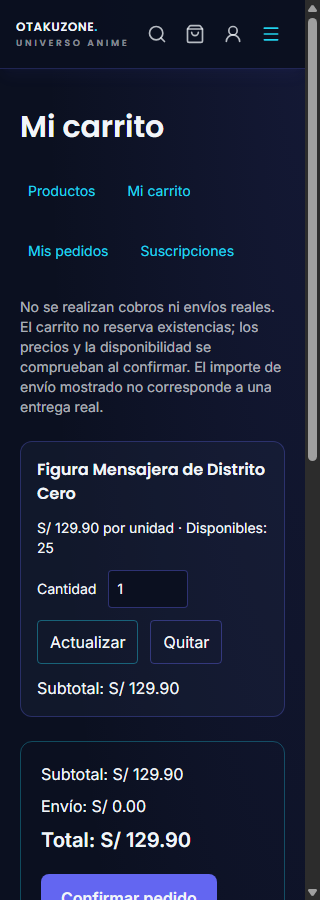 OTAKUZONE.
UNIVERSO ANIME
Mi carrito
Productos Mi carrito
Mis pedidos Suscripciones
No se realizan cobros ni envíos reales.
El carrito no reserva existencias; los
precios y la disponibilidad se
comprueban al confirmar. El importe de
envío mostrado no corresponde a una
entrega real.
Figura Mensajera de Distrito
Cero
S/ 129.90 por unidad · Disponibles:
25
Cantidad 1
Actualizar Quitar
Subtotal: S/ 129.90
Subtotal: S/ 129.90
Envío: S/ 0.00
Total: S/ 129.90
Confirmar pedido